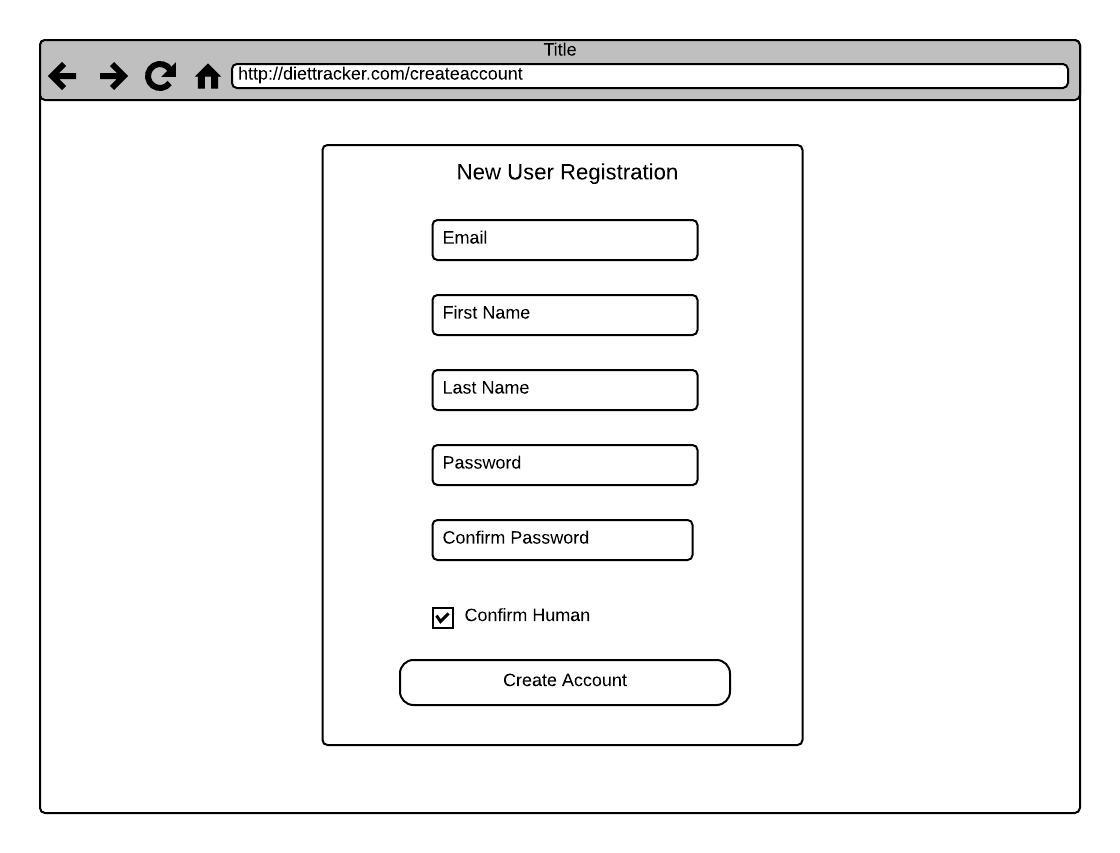 Title
http://diettracker.com/createaccount
New User Registration
Email
First Name
Last Name
Password
Confirm Password
Confirm Human
Create Account